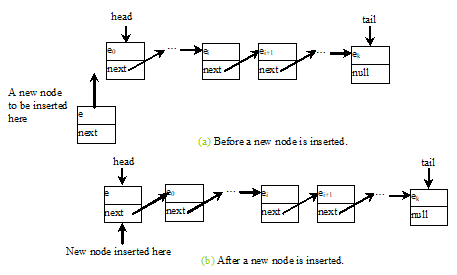 head
tail
e0
...
ei
ei+1
...
ek
next
next
next
null
A new node
to be inserted
here
e
next
(a) Before a new node is inserted.
head
tail
e
e0
...
ei
ei+1
...
ek
next
next
next
next
null
New node inserted here
(b) After a new node is inserted.